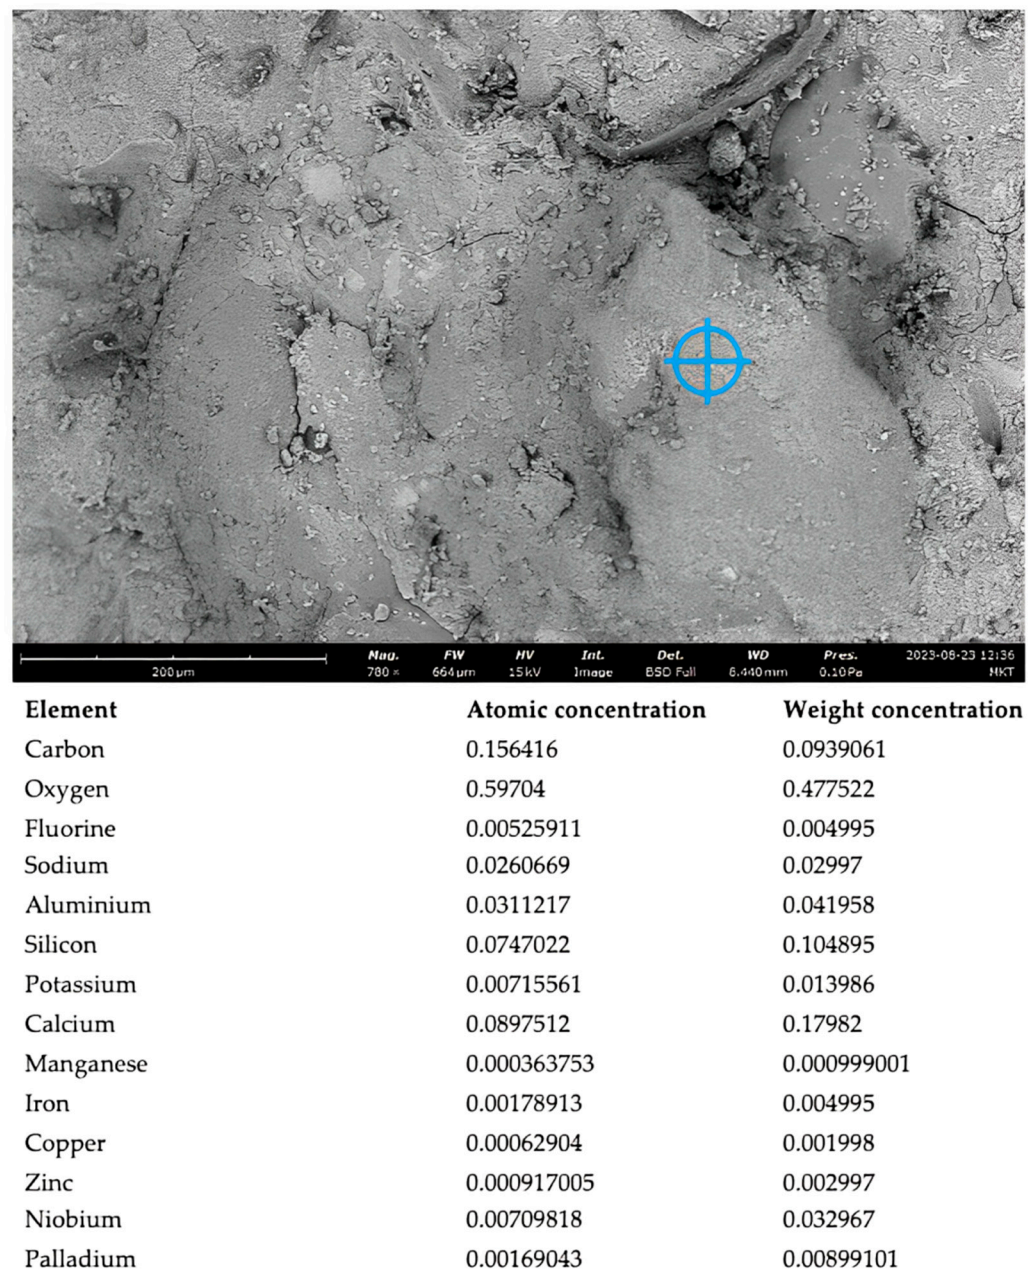 Mag. FW HV Int. Det. WD Pres. 2023-08-23 12:36
200 µm 780 × 664 µm 15 kV Image BSD Full 6.440 mm 0.10 Pa MKT
Element Atomic concentration Weight concentration
Carbon 0.156416 0.0939061
Oxygen 0.59704 0.477522
Fluorine 0.00525911 0.004995
Sodium 0.0260669 0.02997
Aluminium 0.0311217 0.041958
Silicon 0.0747022 0.104895
Potassium 0.00715561 0.013986
Calcium 0.0897512 0.17982
Manganese 0.000363753 0.000999001
Iron 0.00178913 0.004995
Copper 0.00062904 0.001998
Zinc 0.000917005 0.002997
Niobium 0.00709818 0.032967
Palladium 0.00169043 0.00899101